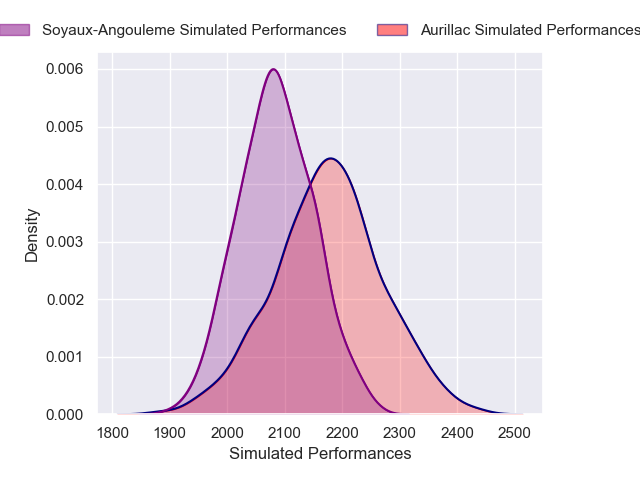 Soyaux-Angouleme Simulated Performances
Aurillac Simulated Performances
0.006
0.005
0.004
0.003
0.002
0.001
0.000
Density
1800 1900 2000 2100 2200 2300 2400 2500
Simulated Performances